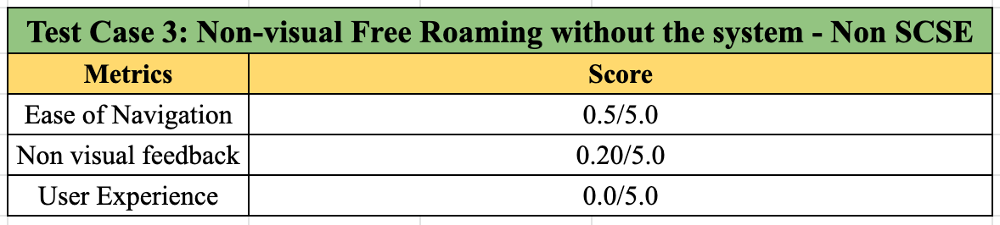 Test Case 3: Non-visual Free Roaming without the system - Non SCSE
Metrics Score
Ease of Navigation 0.5/5.0
Non visual feedback 0.20/5.0
User Experience 0.0/5.0